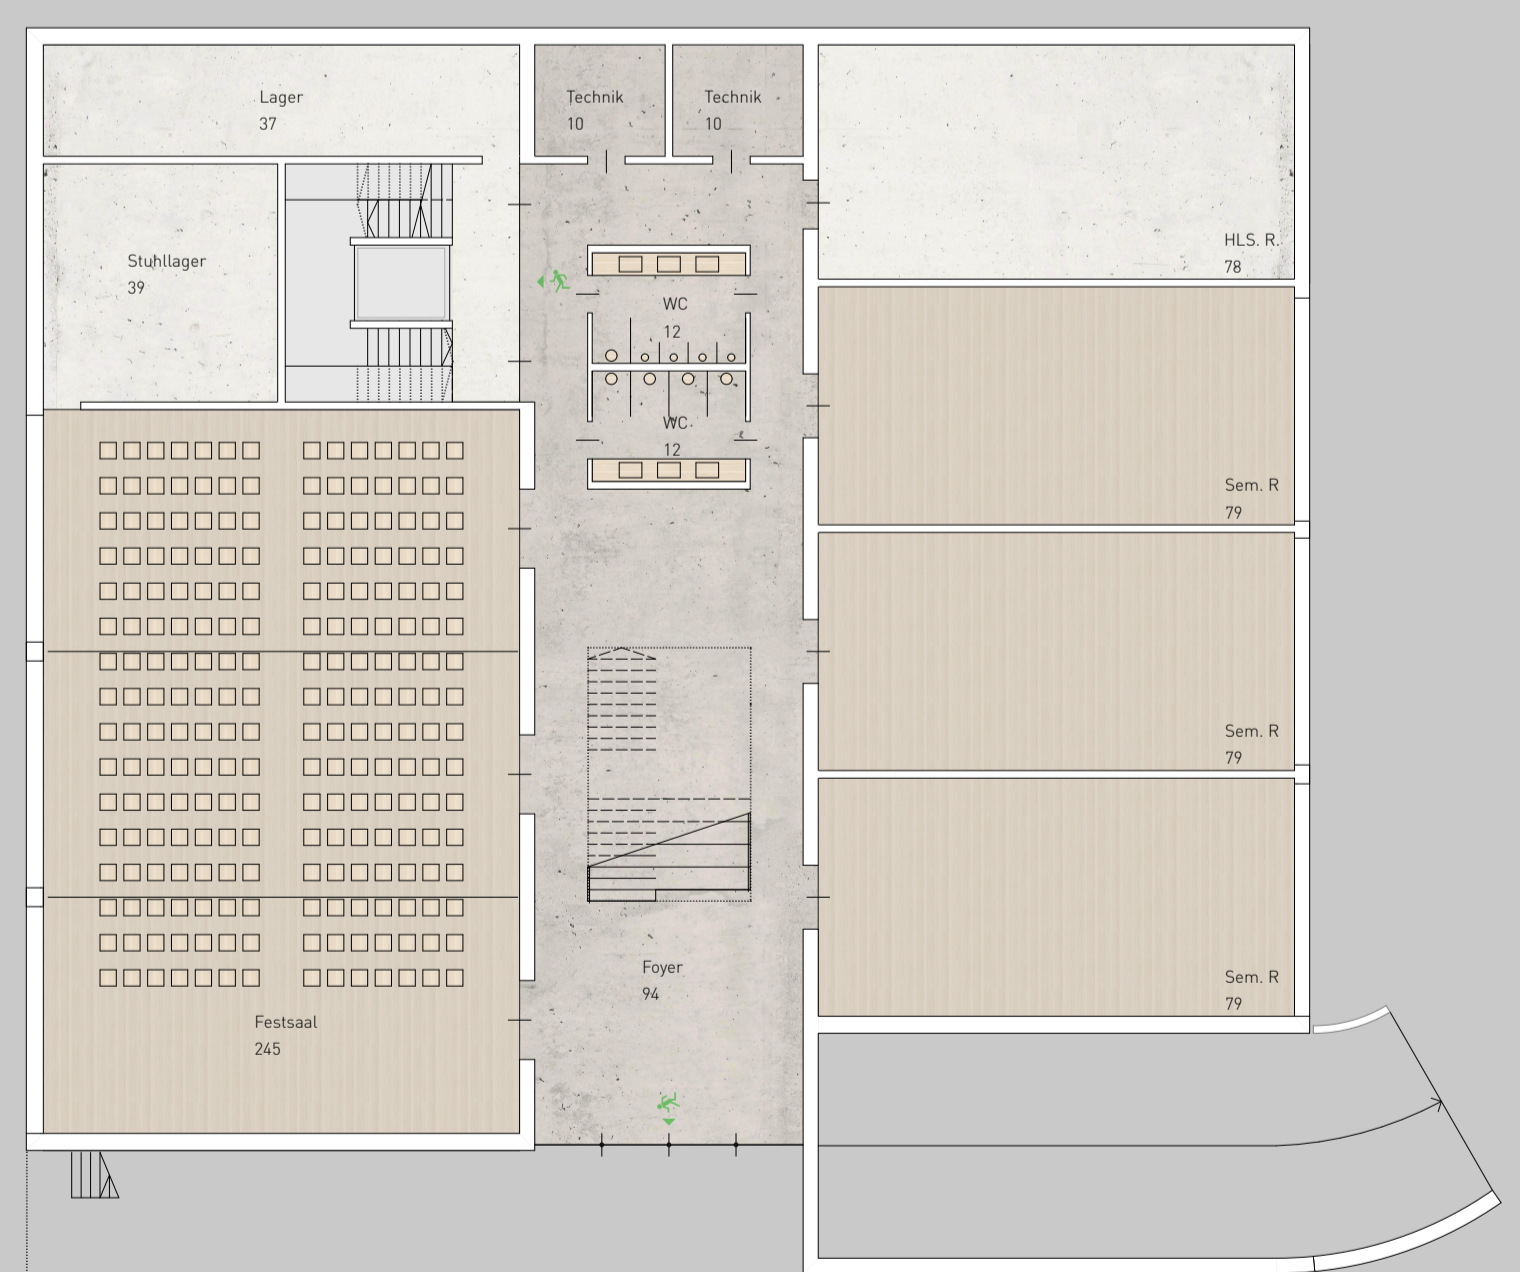 Lager
37
Technik
10
Technik
10
HLS. R.
78
Stuhllager
39
WC
12
WC
12
Sem. R
79
Sem. R
79
Sem. R
79
Foyer
94
Festsaal
245